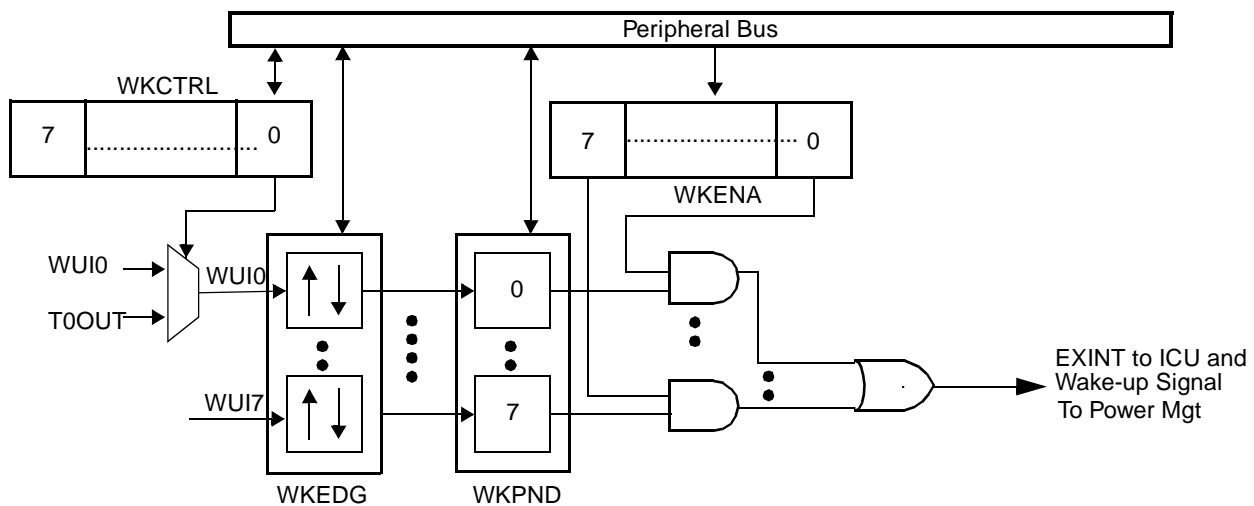 Peripheral Bus
WKCTRL
7 ......................... 0
7 ......................... 0
WKENA
WUI0
WUI0
T0OUT
0
WUI7
7
EXINT to ICU and
Wake-up Signal
To Power Mgt
WKEDG
WKPND